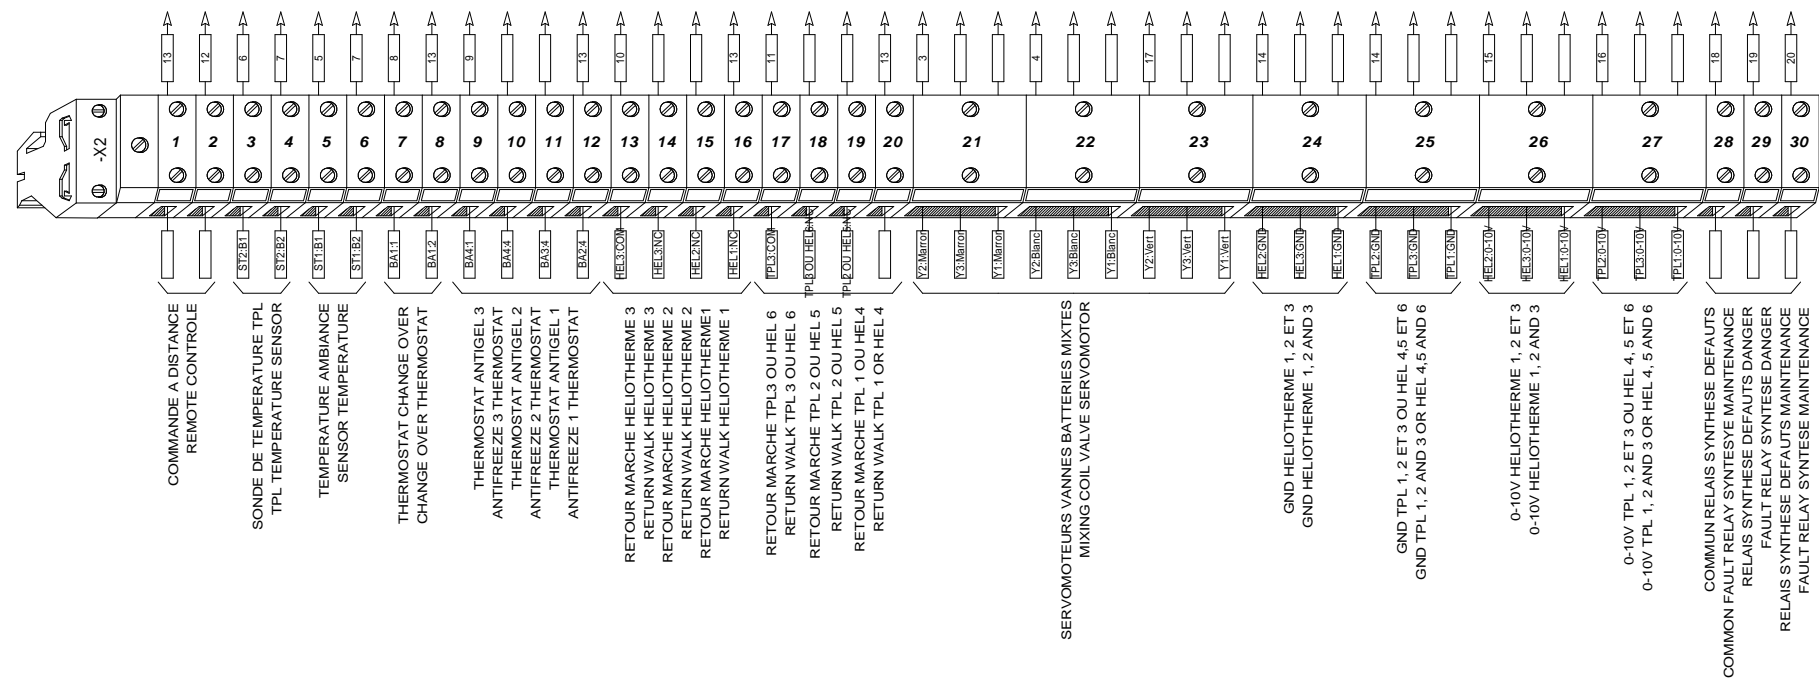 13
12
6
7
5
7
8
13
9
13
10
13
11
13
3
4
17
14
14
15
16
18
19
20
-X2
1
2
3
4
5
6
7
8
9
10
11
12
13
14
15
16
17
18
19
20
21
22
23
24
25
26
27
28
29
30
ST2:B1
ST2:B2
ST1:B1
ST1:B2
BA1:1
BA1:2
BA4:1
BA4:4
BA3:4
BA2:4
HEL3:COM
HEL3:NC
HEL2:NC
HEL1:NC
TPL3:COM
TPL3 OU HEL6:NC
TPL2 OU HEL5:NC
Y2:Marron
Y3:Marron
Y1:Marron
Y2:Blanc
Y3:Blanc
Y1:Blanc
Y2:Vert
Y3:Vert
Y1:Vert
HEL2:GND
HEL3:GND
HEL1:GND
TPL2:GND
TPL3:GND
TPL1:GND
HEL2:0-10V
HEL3:0-10V
HEL1:0-10V
TPL2:0-10V
TPL3:0-10V
TPL1:0-10V
COMMANDE A DISTANCE
REMOTE CONTROLE
SONDE DE TEMPERATURE TPL
TPL TEMPERATURE SENSOR
TEMPERATURE AMBIANCE
SENSOR TEMPERATURE
THERMOSTAT CHANGE OVER
CHANGE OVER THERMOSTAT
THERMOSTAT ANTIGEL 3
ANTIFREEZE 3 THERMOSTAT
THERMOSTAT ANTIGEL 2
ANTIFREEZE 2 THERMOSTAT
THERMOSTAT ANTIGEL 1
ANTIFREEZE 1 THERMOSTAT
RETOUR MARCHE HELIOTHERME 3
RETURN WALK HELIOTHERME 3
RETOUR MARCHE HELIOTHERME 2
RETURN WALK HELIOTHERME 2
RETOUR MARCHE HELIOTHERME1
RETURN WALK HELIOTHERME 1
RETOUR MARCHE TPL3 OU HEL 6
RETURN WALK TPL 3 OU HEL 6
RETOUR MARCHE TPL 2 OU HEL 5
RETURN WALK TPL 2 OU HEL 5
RETOUR MARCHE TPL 1 OU HEL4
RETURN WALK TPL 1 OR HEL 4
SERVOMOTEURS VANNES BATTERIES MIXTES
MIXING COIL VALVE SERVOMOTOR
GND HELIOTHERME 1, 2 ET 3
GND HELIOTHERME 1, 2 AND 3
GND TPL 1, 2 ET 3 OU HEL 4,5 ET 6
GND TPL 1, 2 AND 3 OR HEL 4,5 AND 6
0-10V HELIOTHERME 1, 2 ET 3
0-10V HELIOTHERME 1, 2 AND 3
0-10V TPL 1, 2 ET 3 OU HEL 4, 5 ET 6
0-10V TPL 1, 2 AND 3 OR HEL 4, 5 AND 6
COMMUN RELAIS SYNTHESE DEFAUTS
COMMON FAULT RELAY SYNTESYE MAINTENANCE
RELAIS SYNTHESE DEFAUTS DANGER
FAULT RELAY SYNTESE DANGER
RELAIS SYNTHESE DEFAUTS MAINTENANCE
FAULT RELAY SYNTESE MAINTENANCE